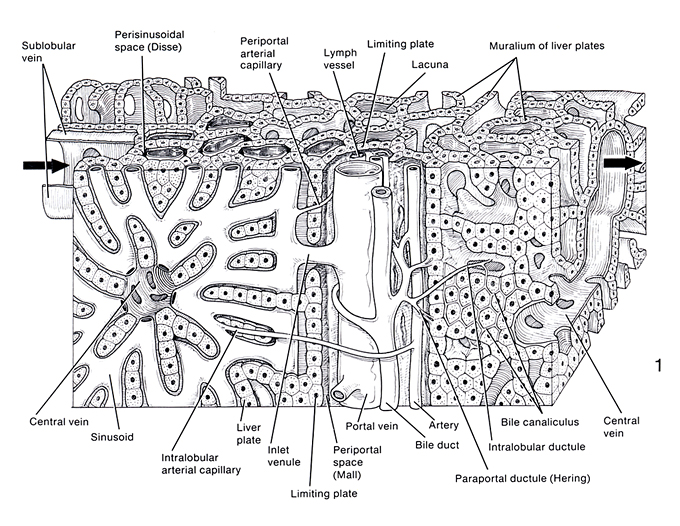 Sublobular
vein
Perisinusoidal
space (Disse)
Periportal
arterial
capillary
Lymph
vessel
Limiting plate
Lacuna
Muralium of liver plates
1
Central vein
Sinusoid
Intralobular
arterial capillary
Liver
plate
Inlet
venule
Limiting plate
Periportal
space
(Mall)
Portal vein
Bile duct
Artery
Paraportal ductule (Hering)
Intralobular ductule
Bile canaliculus
Central
vein